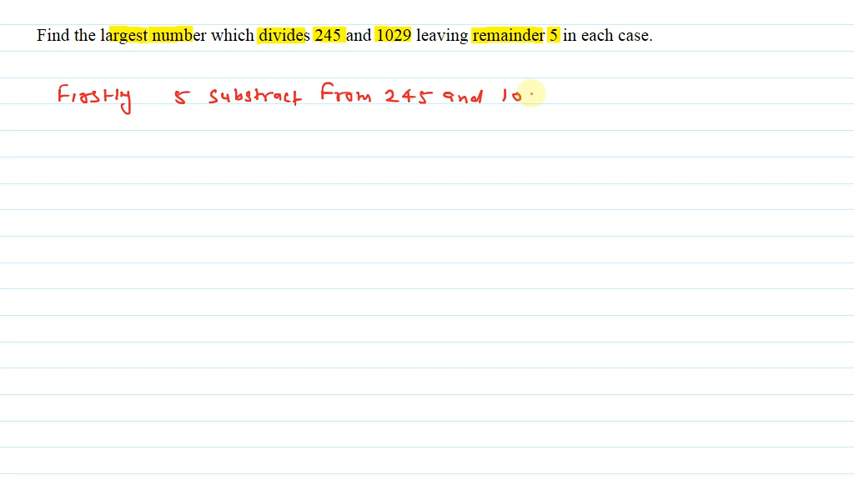 Find the largest number which divides 245 and 1029 leaving remainder 5 in each case.
Firstly 5 substract from 245 and 10